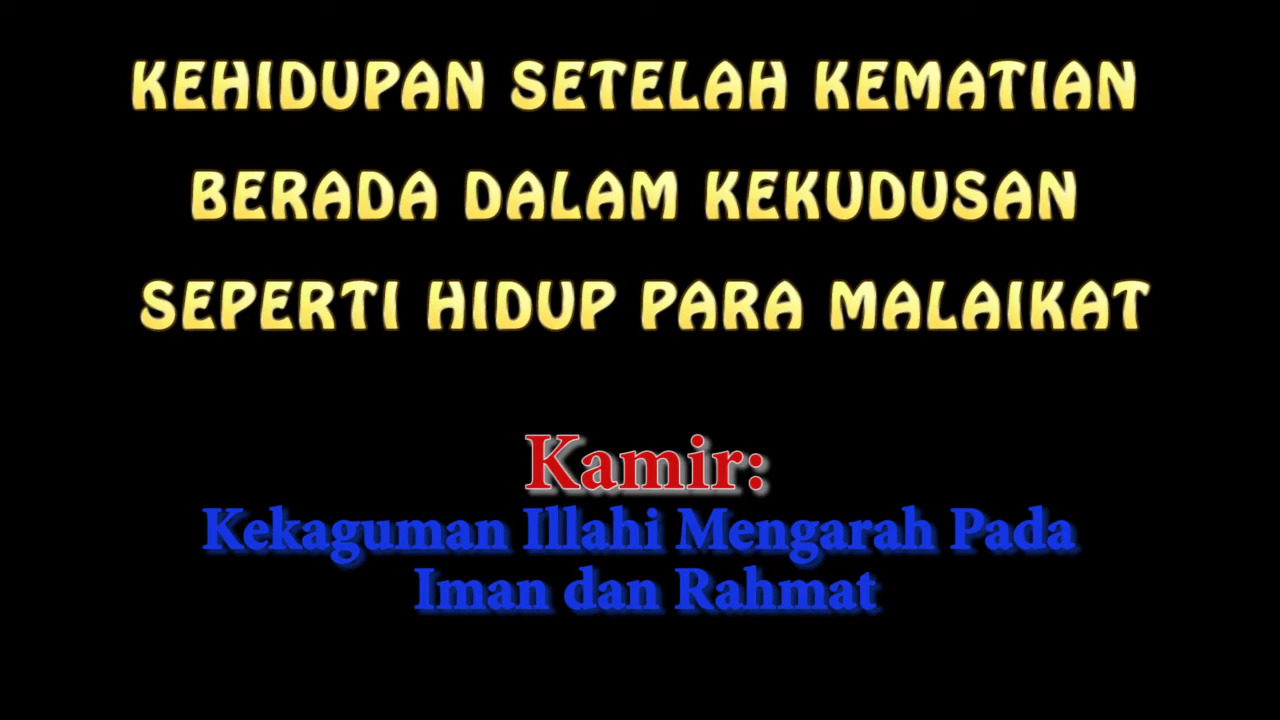 KEHIDUPAN SETELAH KEMATIAN
BERADA DALAM KEKUDUSAN
SEPERTI HIDUP PARA MALAIKAT
Kamir:
Kekaguman Illahi Mengarah Pada
Iman dan Rahmat